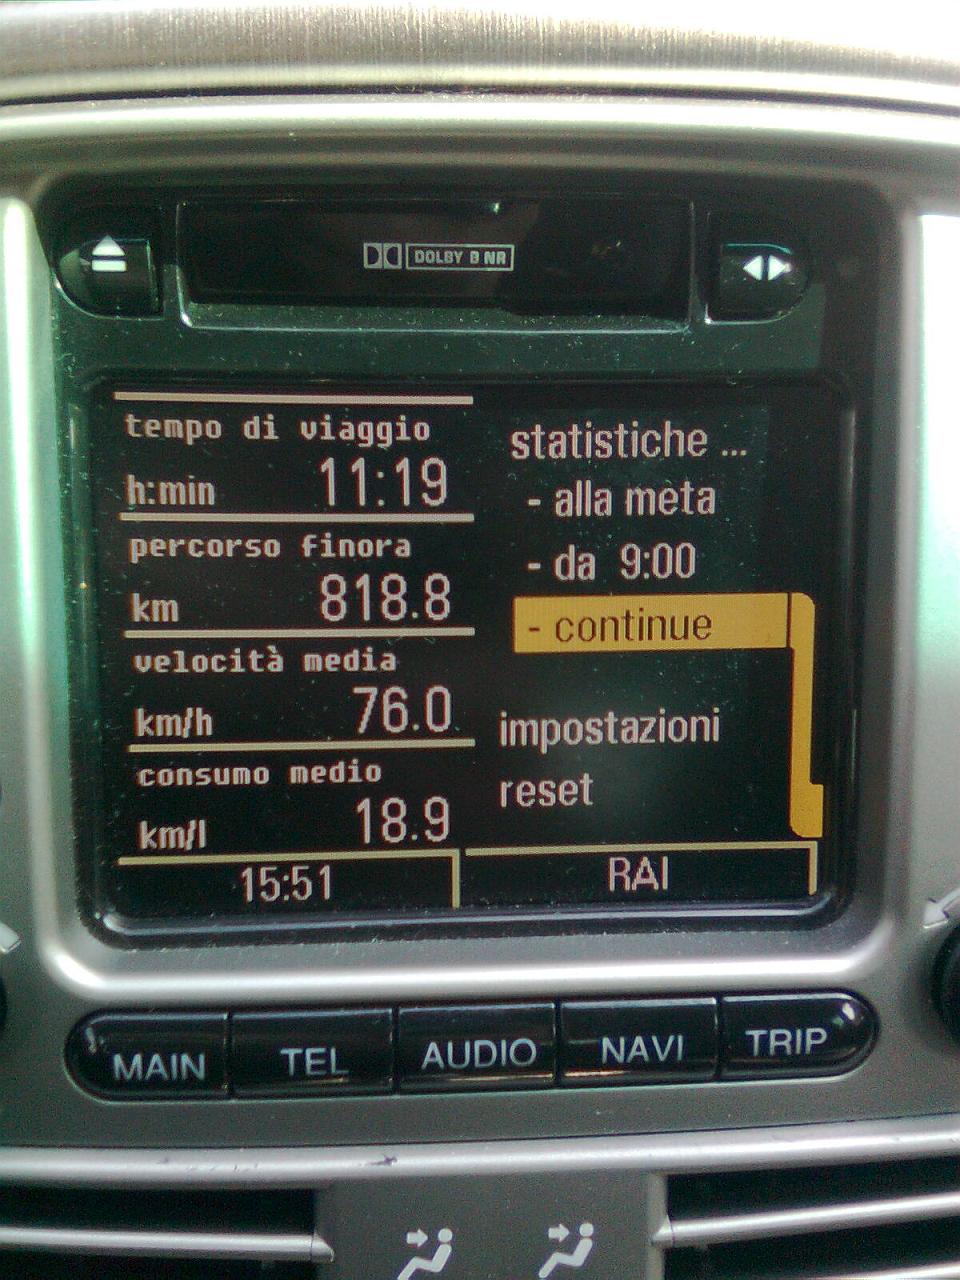 DOLBY B NR
tempo di viaggio
h:min 11:19
percorso finora
km 818.8
velocità media
km/h 76.0
consumo medio
km/l 18.9
15:51
statistiche ...
- alla meta
- da 9:00
- continue
impostazioni
reset
RAI
MAIN TEL AUDIO NAVI TRIP